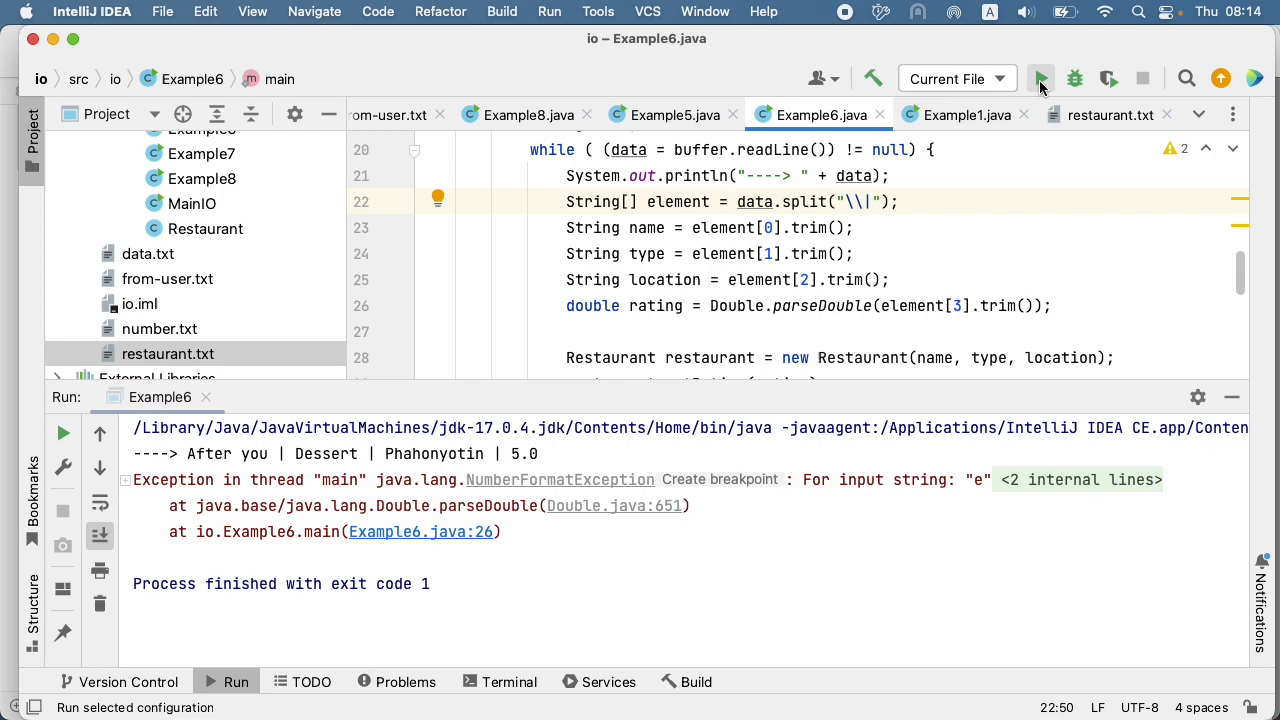 IntelliJ IDEA File Edit View Navigate Code Refactor Build Run Tools VCS Window Help A Thu 08:14
io – Example6.java
io src io Example6 main Current File
Project
Project from-user.txt Example8.java Example5.java Example6.java Example1.java restaurant.txt
Example7
Example8
MainIO
Restaurant
data.txt
from-user.txt
io.iml
number.txt
restaurant.txt
External Libraries
2
20 while ( (data = buffer.readLine()) != null) {
21 System.out.println("----> " + data);
22 String[] element = data.split("\\|");
23 String name = element[0].trim();
24 String type = element[1].trim();
25 String location = element[2].trim();
26 double rating = Double.parseDouble(element[3].trim());
27
28 Restaurant restaurant = new Restaurant(name, type, location);
Run: Example6
/Library/Java/JavaVirtualMachines/jdk-17.0.4.jdk/Contents/Home/bin/java -javaagent:/Applications/IntelliJ IDEA CE.app/Conten
----> After you | Dessert | Phahonyotin | 5.0
Exception in thread "main" java.lang.NumberFormatException Create breakpoint : For input string: "e" <2 internal lines>
at java.base/java.lang.Double.parseDouble(Double.java:651)
at io.Example6.main(Example6.java:26)
Process finished with exit code 1
Bookmarks
Structure
Notifications
Version Control Run TODO Problems Terminal Services Build
Run selected configuration 22:50 LF UTF-8 4 spaces